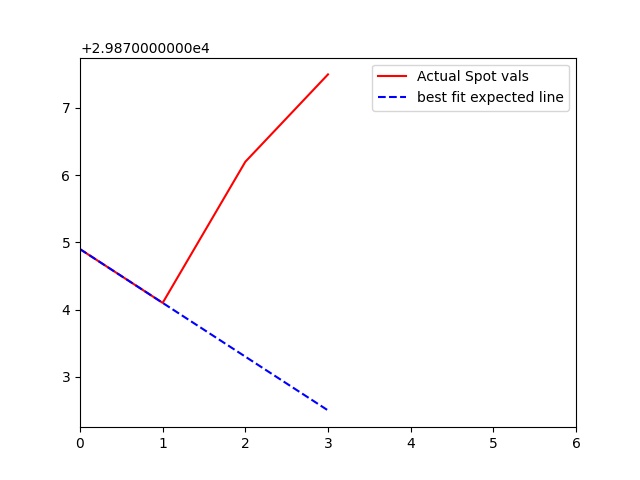 +2.9870000000e4
Actual Spot vals
best fit expected line
7
6
5
4
3
0 1 2 3 4 5 6